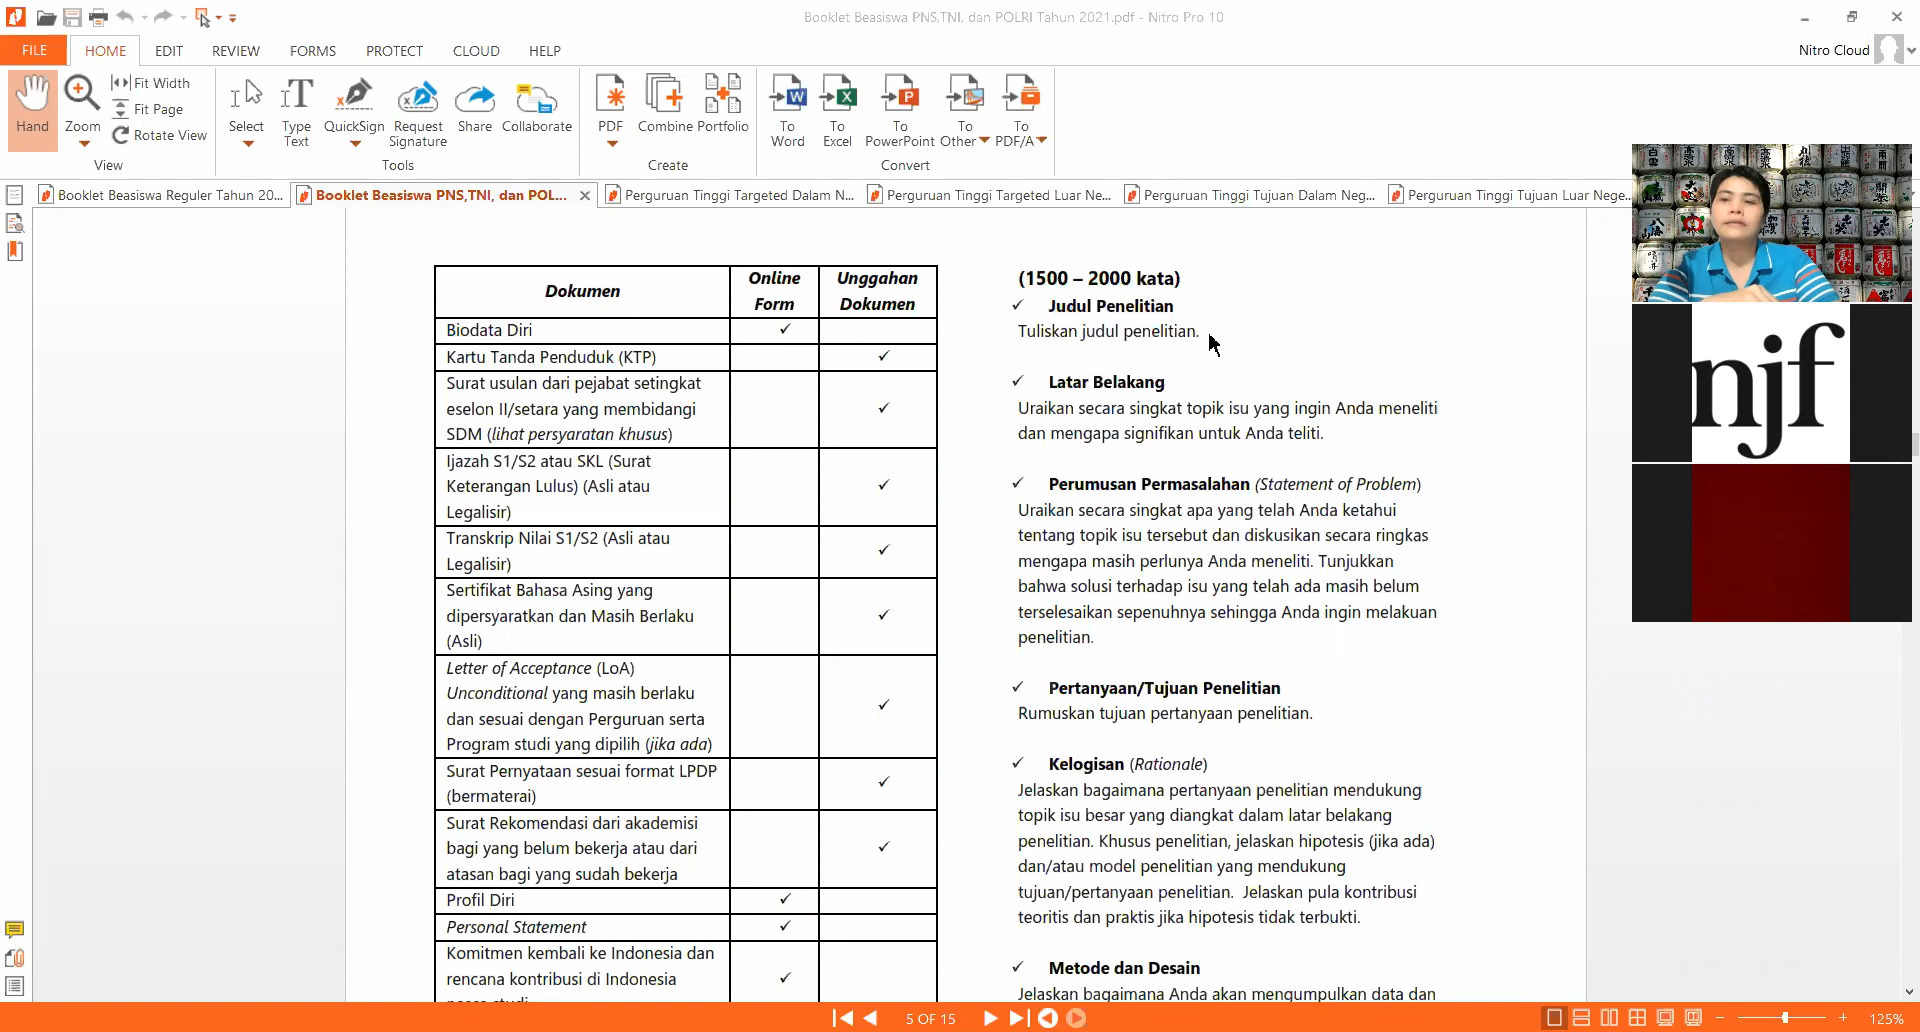 Booklet Beasiswa PNS,TNI, dan POLRI Tahun 2021.pdf - Nitro Pro 10
FILE HOME EDIT REVIEW FORMS PROTECT CLOUD HELP
Nitro Cloud
Hand
Zoom
Fit Width
Fit Page
Rotate View
View
Select
Type Text
QuickSign
Request Signature
Share
Collaborate
Tools
PDF
Combine
Portfolio
Create
To Word
To Excel
To PowerPoint
To Other
To PDF/A
Convert
Booklet Beasiswa Reguler Tahun 20...
Booklet Beasiswa PNS,TNI, dan POL...
Perguruan Tinggi Targeted Dalam N...
Perguruan Tinggi Targeted Luar Ne...
Perguruan Tinggi Tujuan Dalam Neg...
Perguruan Tinggi Tujuan Luar Nege...
Dokumen
Online
Form
Unggahan
Dokumen
Biodata Diri ✓
Kartu Tanda Penduduk (KTP) ✓
Surat usulan dari pejabat setingkat
eselon II/setara yang membidangi ✓
SDM (lihat persyaratan khusus)
Ijazah S1/S2 atau SKL (Surat
Keterangan Lulus) (Asli atau ✓
Legalisir)
Transkrip Nilai S1/S2 (Asli atau ✓
Legalisir)
Sertifikat Bahasa Asing yang
dipersyaratkan dan Masih Berlaku ✓
(Asli)
Letter of Acceptance (LoA)
Unconditional yang masih berlaku ✓
dan sesuai dengan Perguruan serta
Program studi yang dipilih (jika ada)
Surat Pernyataan sesuai format LPDP ✓
(bermaterai)
Surat Rekomendasi dari akademisi
bagi yang belum bekerja atau dari ✓
atasan bagi yang sudah bekerja
Profil Diri ✓
Personal Statement ✓
Komitmen kembali ke Indonesia dan
rencana kontribusi di Indonesia ✓
(1500 – 2000 kata)
✓ Judul Penelitian
Tuliskan judul penelitian.
✓ Latar Belakang
Uraikan secara singkat topik isu yang ingin Anda meneliti
dan mengapa signifikan untuk Anda teliti.
✓ Perumusan Permasalahan (Statement of Problem)
Uraikan secara singkat apa yang telah Anda ketahui
tentang topik isu tersebut dan diskusikan secara ringkas
mengapa masih perlunya Anda meneliti. Tunjukkan
bahwa solusi terhadap isu yang telah ada masih belum
terselesaikan sepenuhnya sehingga Anda ingin melakuan
penelitian.
✓ Pertanyaan/Tujuan Penelitian
Rumuskan tujuan pertanyaan penelitian.
✓ Kelogisan (Rationale)
Jelaskan bagaimana pertanyaan penelitian mendukung
topik isu besar yang diangkat dalam latar belakang
penelitian. Khusus penelitian, jelaskan hipotesis (jika ada)
dan/atau model penelitian yang mendukung
tujuan/pertanyaan penelitian. Jelaskan pula kontribusi
teoritis dan praktis jika hipotesis tidak terbukti.
✓ Metode dan Desain
Jelaskan bagaimana Anda akan mengumpulkan data dan
njf
5 OF 15
125%